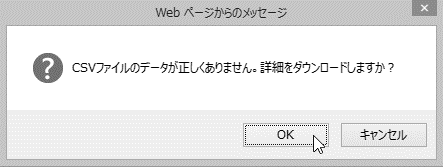 Web ページからのメッセージ
CSVファイルのデータが正しくありません。詳細をダウンロードしますか？
OK
キャンセル